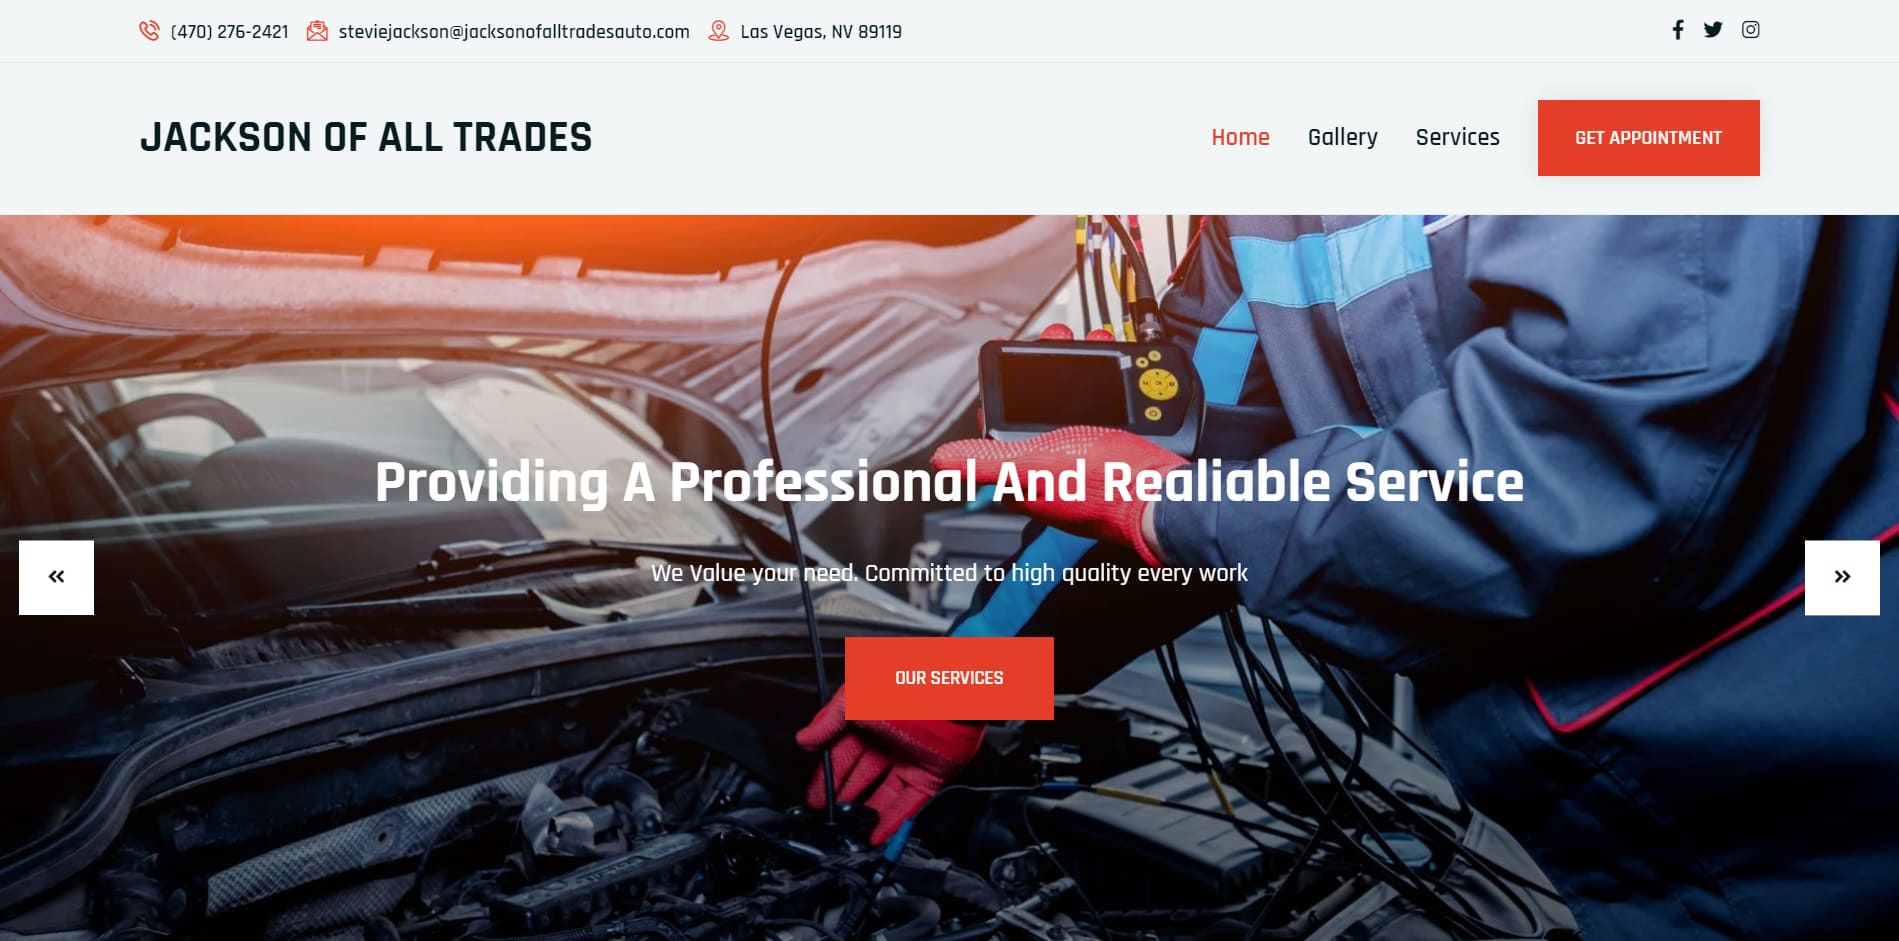 (470) 276-2421 steviejackson@jacksonofalltradesauto.com Las Vegas, NV 89119
JACKSON OF ALL TRADES
Home Gallery Services GET APPOINTMENT
Providing A Professional And Realiable Service
We Value your need. Committed to high quality every work
OUR SERVICES